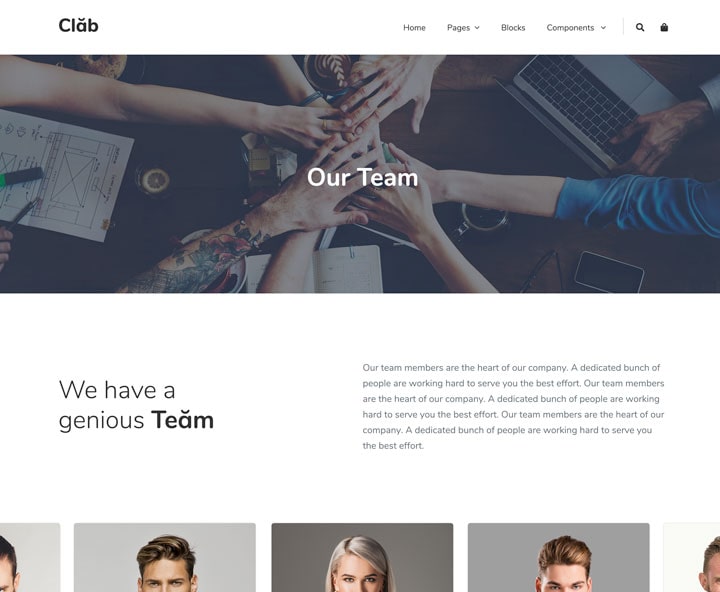 Clăb
Home Pages Blocks Components
Our Team
We have a
genious Teăm
Our team members are the heart of our company. A dedicated bunch of
people are working hard to serve you the best effort. Our team members
are the heart of our company. A dedicated bunch of people are working
hard to serve you the best effort. Our team members are the heart of our
company. A dedicated bunch of people are working hard to serve you
the best effort.